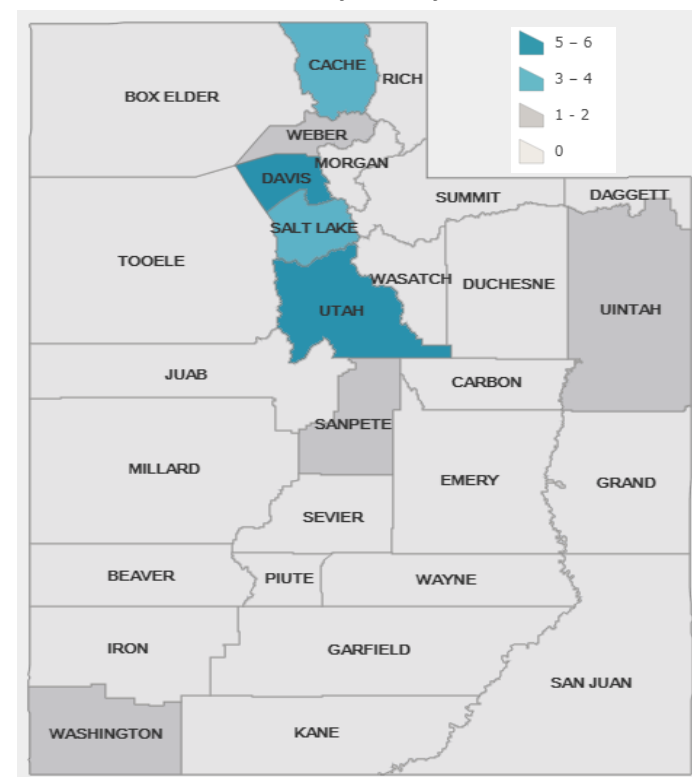 5 – 6
3 – 4
1 - 2
0
CACHE
RICH
BOX ELDER
WEBER
MORGAN
DAVIS
SUMMIT
DAGGETT
SALT LAKE
TOOELE
WASATCH
DUCHESNE
UTAH
UINTAH
JUAB
CARBON
SANPETE
MILLARD
EMERY
GRAND
SEVIER
BEAVER
PIUTE
WAYNE
IRON
GARFIELD
SAN JUAN
WASHINGTON
KANE